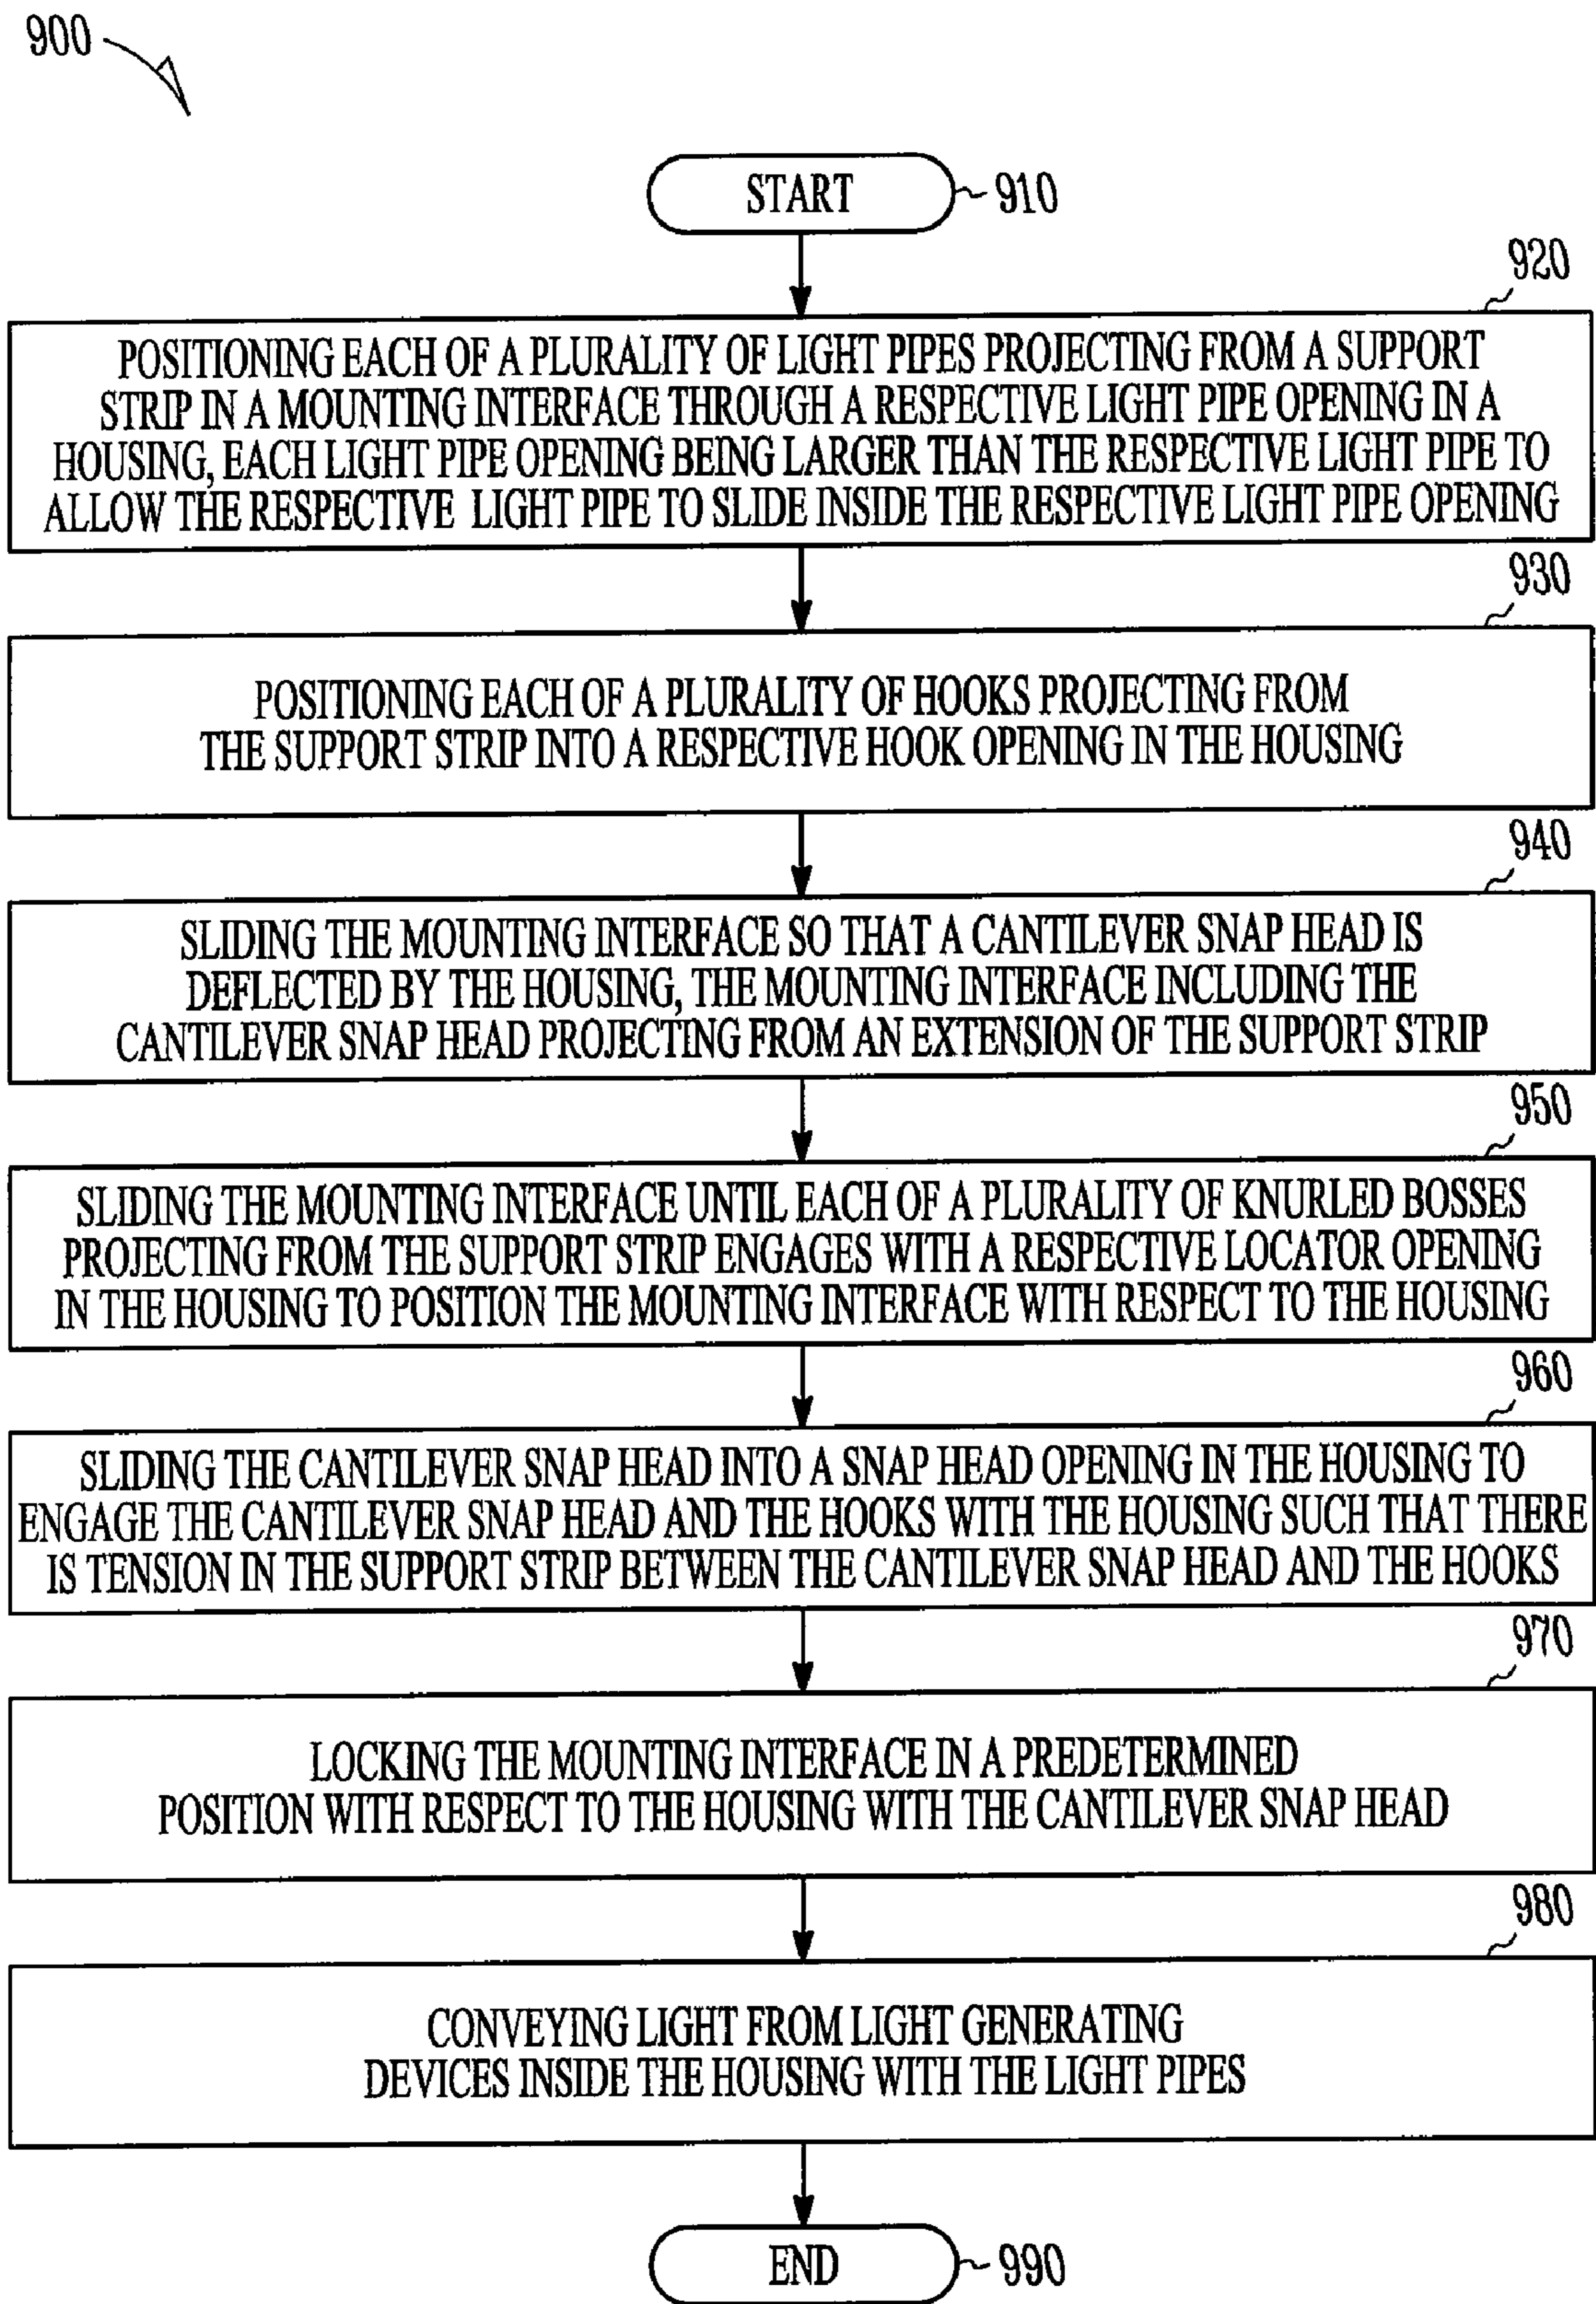 900
START
910
920
POSITIONING EACH OF A PLURALITY OF LIGHT PIPES PROJECTING FROM A SUPPORT
STRIP IN A MOUNTING INTERFACE THROUGH A RESPECTIVE LIGHT PIPE OPENING IN A
HOUSING, EACH LIGHT PIPE OPENING BEING LARGER THAN THE RESPECTIVE LIGHT PIPE TO
ALLOW THE RESPECTIVE LIGHT PIPE TO SLIDE INSIDE THE RESPECTIVE LIGHT PIPE OPENING
930
POSITIONING EACH OF A PLURALITY OF HOOKS PROJECTING FROM
THE SUPPORT STRIP INTO A RESPECTIVE HOOK OPENING IN THE HOUSING
940
SLIDING THE MOUNTING INTERFACE SO THAT A CANTILEVER SNAP HEAD IS
DEFLECTED BY THE HOUSING, THE MOUNTING INTERFACE INCLUDING THE
CANTILEVER SNAP HEAD PROJECTING FROM AN EXTENSION OF THE SUPPORT STRIP
950
SLIDING THE MOUNTING INTERFACE UNTIL EACH OF A PLURALITY OF KNURLED BOSSES
PROJECTING FROM THE SUPPORT STRIP ENGAGES WITH A RESPECTIVE LOCATOR OPENING
IN THE HOUSING TO POSITION THE MOUNTING INTERFACE WITH RESPECT TO THE HOUSING
960
SLIDING THE CANTILEVER SNAP HEAD INTO A SNAP HEAD OPENING IN THE HOUSING TO
ENGAGE THE CANTILEVER SNAP HEAD AND THE HOOKS WITH THE HOUSING SUCH THAT THERE
IS TENSION IN THE SUPPORT STRIP BETWEEN THE CANTILEVER SNAP HEAD AND THE HOOKS
970
LOCKING THE MOUNTING INTERFACE IN A PREDETERMINED
POSITION WITH RESPECT TO THE HOUSING WITH THE CANTILEVER SNAP HEAD
980
CONVEYING LIGHT FROM LIGHT GENERATING
DEVICES INSIDE THE HOUSING WITH THE LIGHT PIPES
END
990